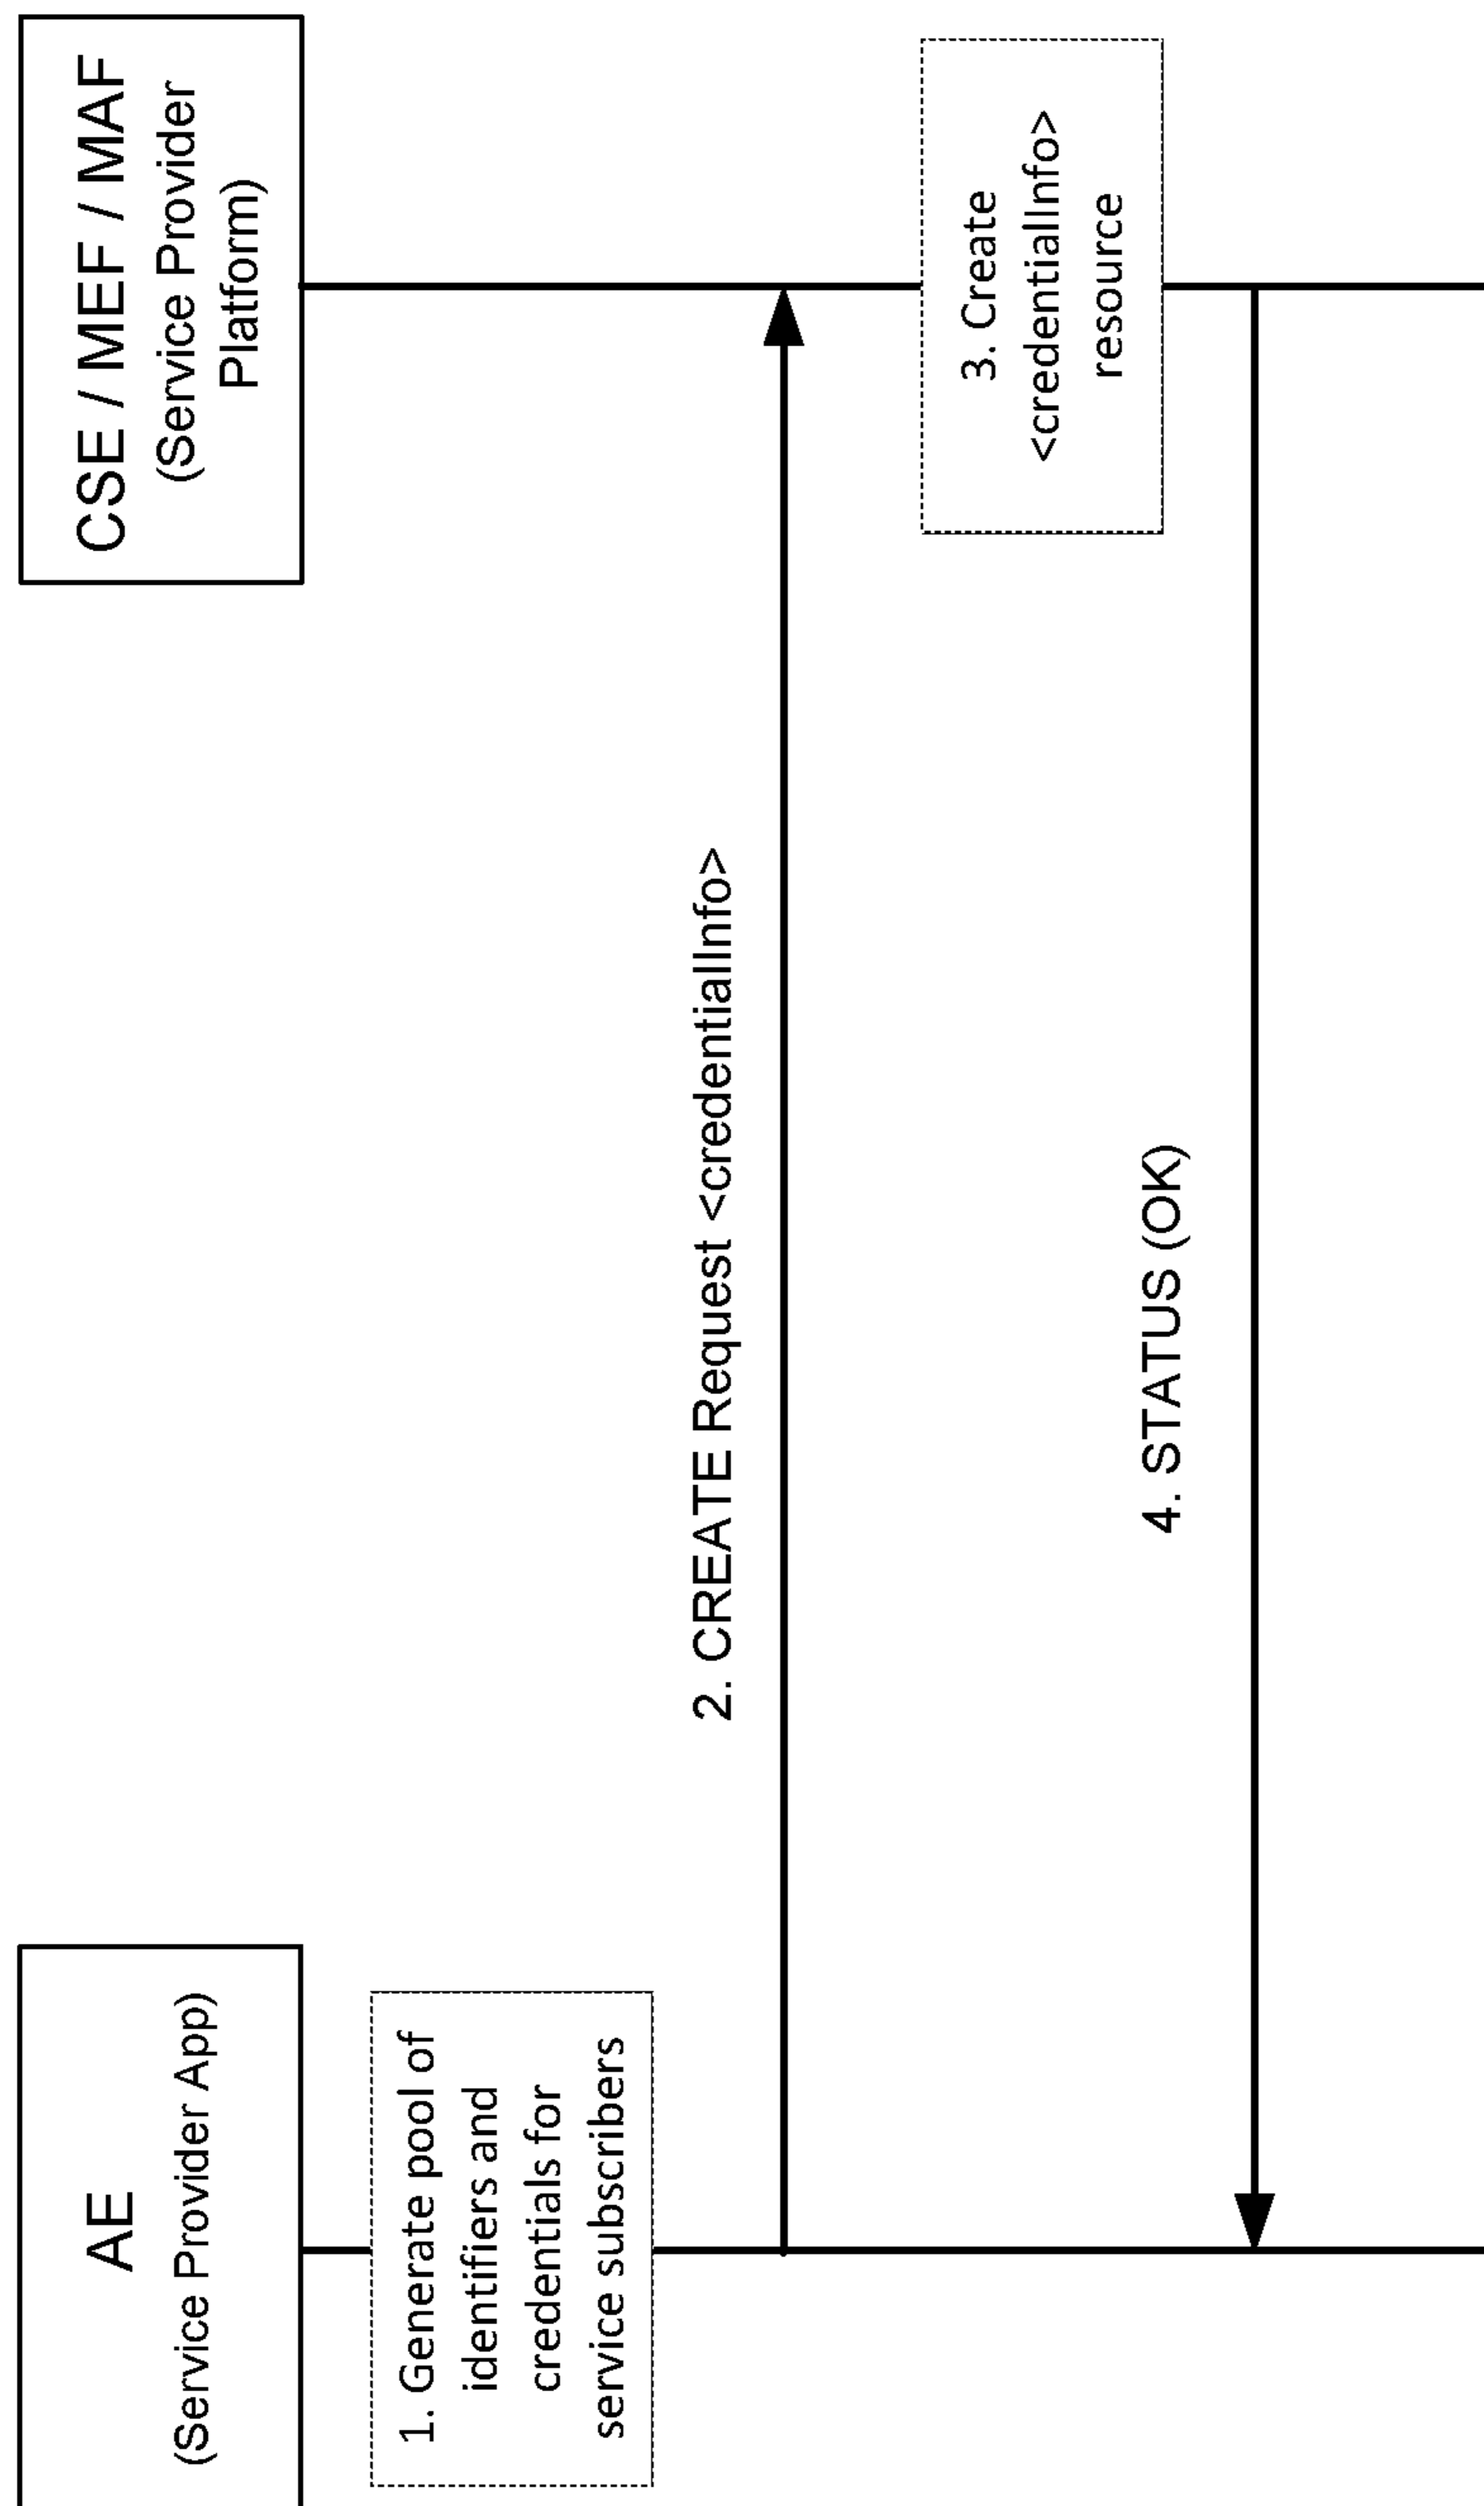 AE
(Service Provider App)
CSE / MEF / MAF
(Service Provider
Platform)
1. Generate pool of
identifiers and
credentials for
service subscribers
2. CREATE Request <credentialInfo>
3. Create
<credentialInfo>
resource
4. STATUS (OK)